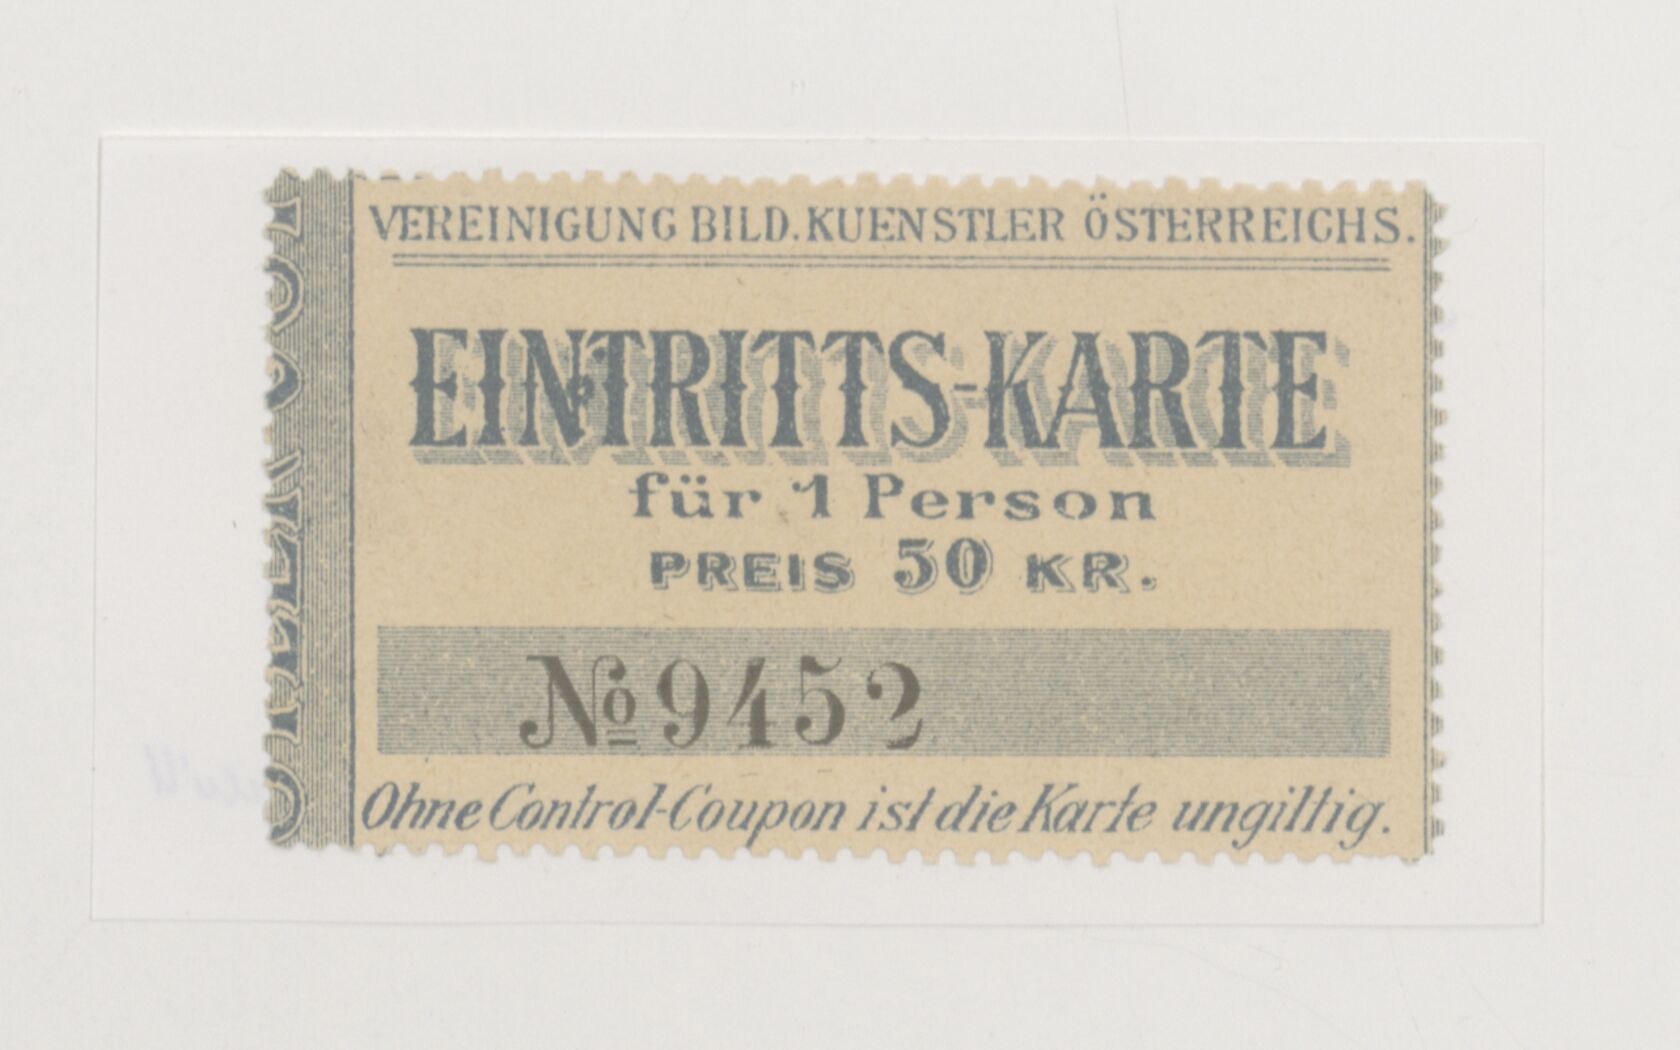 VEREINIGUNG BILD. KUENSTLER ÖSTERREICHS.
EINTRITTS-KARTE
für 1 Person
PREIS 50 KR.
No 9452
Ohne Control-Coupon ist die Karte ungiltig.